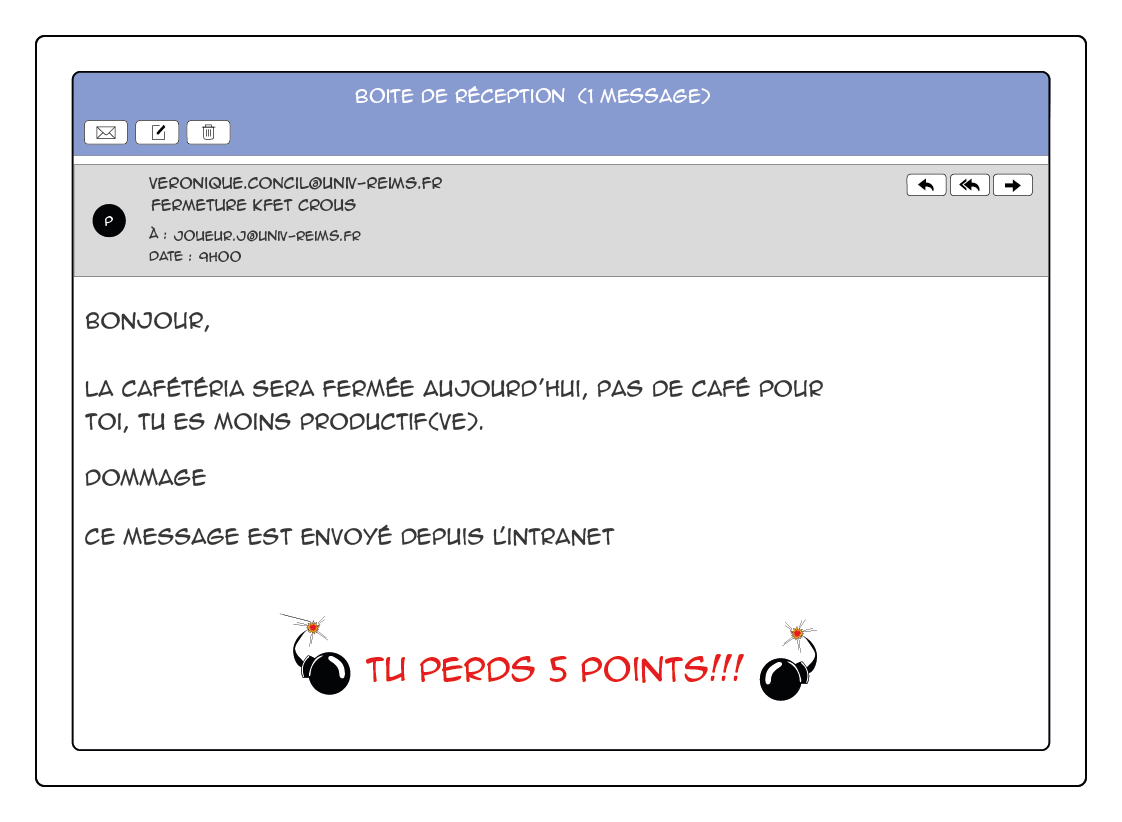 BOITE DE RÉCEPTION (1 MESSAGE)
VERONIQUE.CONCIL@UNIV-REIMS.FR
FERMETURE KFET CROUS
P
À : JOUEUR.J@UNIV-REIMS.FR
DATE : 9H00
BONJOUR,
LA CAFÉTÉRIA SERA FERMÉE AUJOURD'HUI, PAS DE CAFÉ POUR
TOI, TU ES MOINS PRODUCTIF(VE).
DOMMAGE
CE MESSAGE EST ENVOYÉ DEPUIS L'INTRANET
TU PERDS 5 POINTS!!!